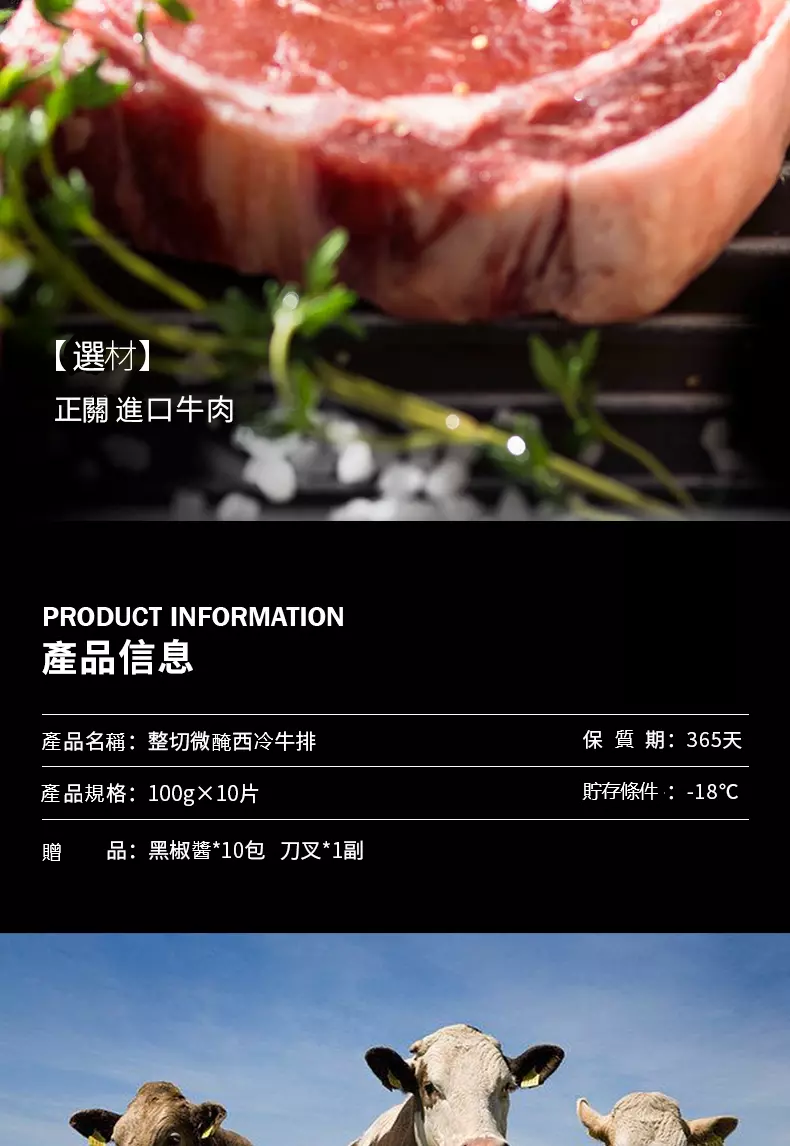 【選材】
正關 進口牛肉
PRODUCT INFORMATION
產品信息
產品名稱：整切微醃西冷牛排 保 質 期：365天
產品規格：100g×10片 貯存條件：-18℃
贈 品：黑椒醬*10包 刀叉*1副